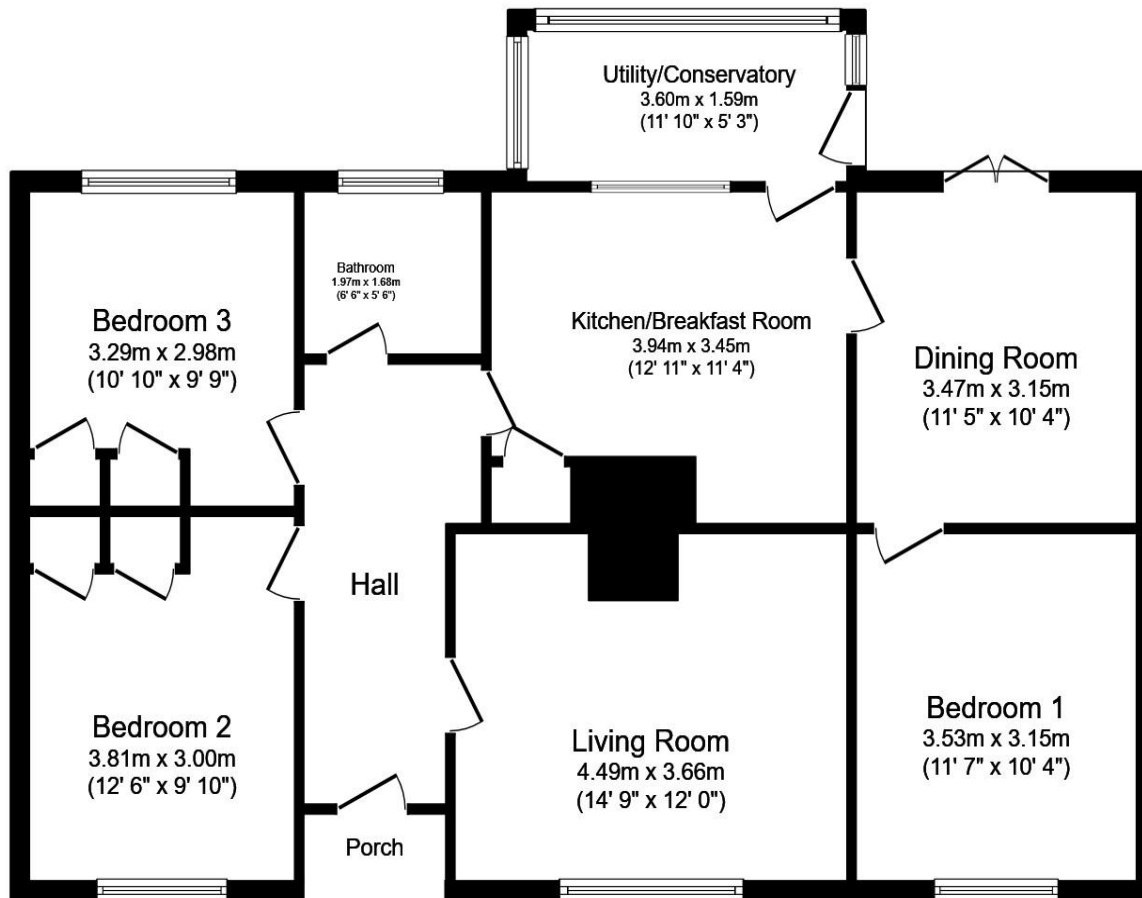 Utility/Conservatory
3.60m x 1.59m
(11' 10" x 5' 3")
Bathroom
1.97m x 1.68m
(6' 6" x 5' 6")
Bedroom 3
3.29m x 2.98m
(10' 10" x 9' 9")
Kitchen/Breakfast Room
3.94m x 3.45m
(12' 11" x 11' 4")
Dining Room
3.47m x 3.15m
(11' 5" x 10' 4")
Hall
Bedroom 2
3.81m x 3.00m
(12' 6" x 9' 10")
Living Room
4.49m x 3.66m
(14' 9" x 12' 0")
Bedroom 1
3.53m x 3.15m
(11' 7" x 10' 4")
Porch